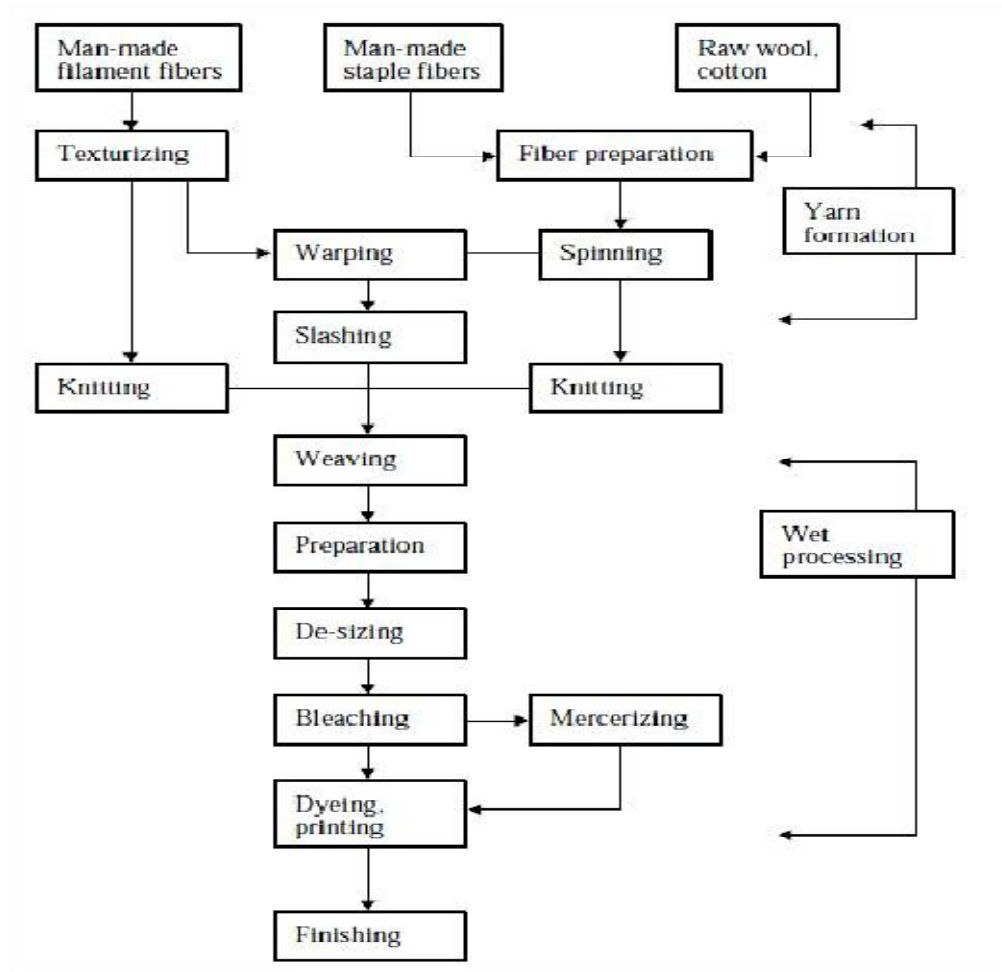 Man-made
filament fibers
Man-made
staple fibers
Raw wool,
cotton
Texturizing
Fiber preparation
Yarn
formation
Warping
Spinning
Slashing
Knitting
Knitting
Weaving
Wet
processing
Preparation
De-sizing
Bleaching
Mercerizing
Dyeing,
printing
Finishing